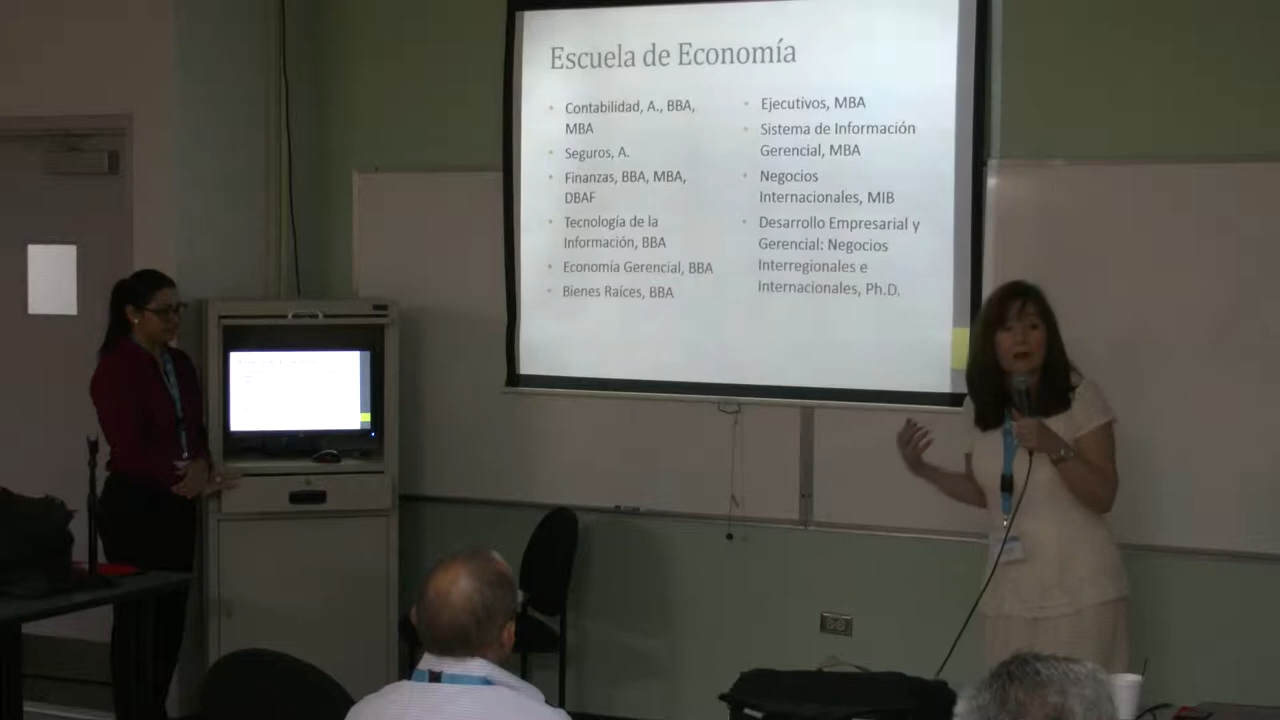 Escuela de Economía
• Contabilidad, A., BBA,
MBA
• Seguros, A.
• Finanzas, BBA, MBA,
DBAF
• Tecnología de la
Información, BBA
• Economía Gerencial, BBA
• Bienes Raíces, BBA
• Ejecutivos, MBA
• Sistema de Información
Gerencial, MBA
• Negocios
Internacionales, MIB
• Desarrollo Empresarial y
Gerencial: Negocios
Interregionales e
Internacionales, Ph.D.